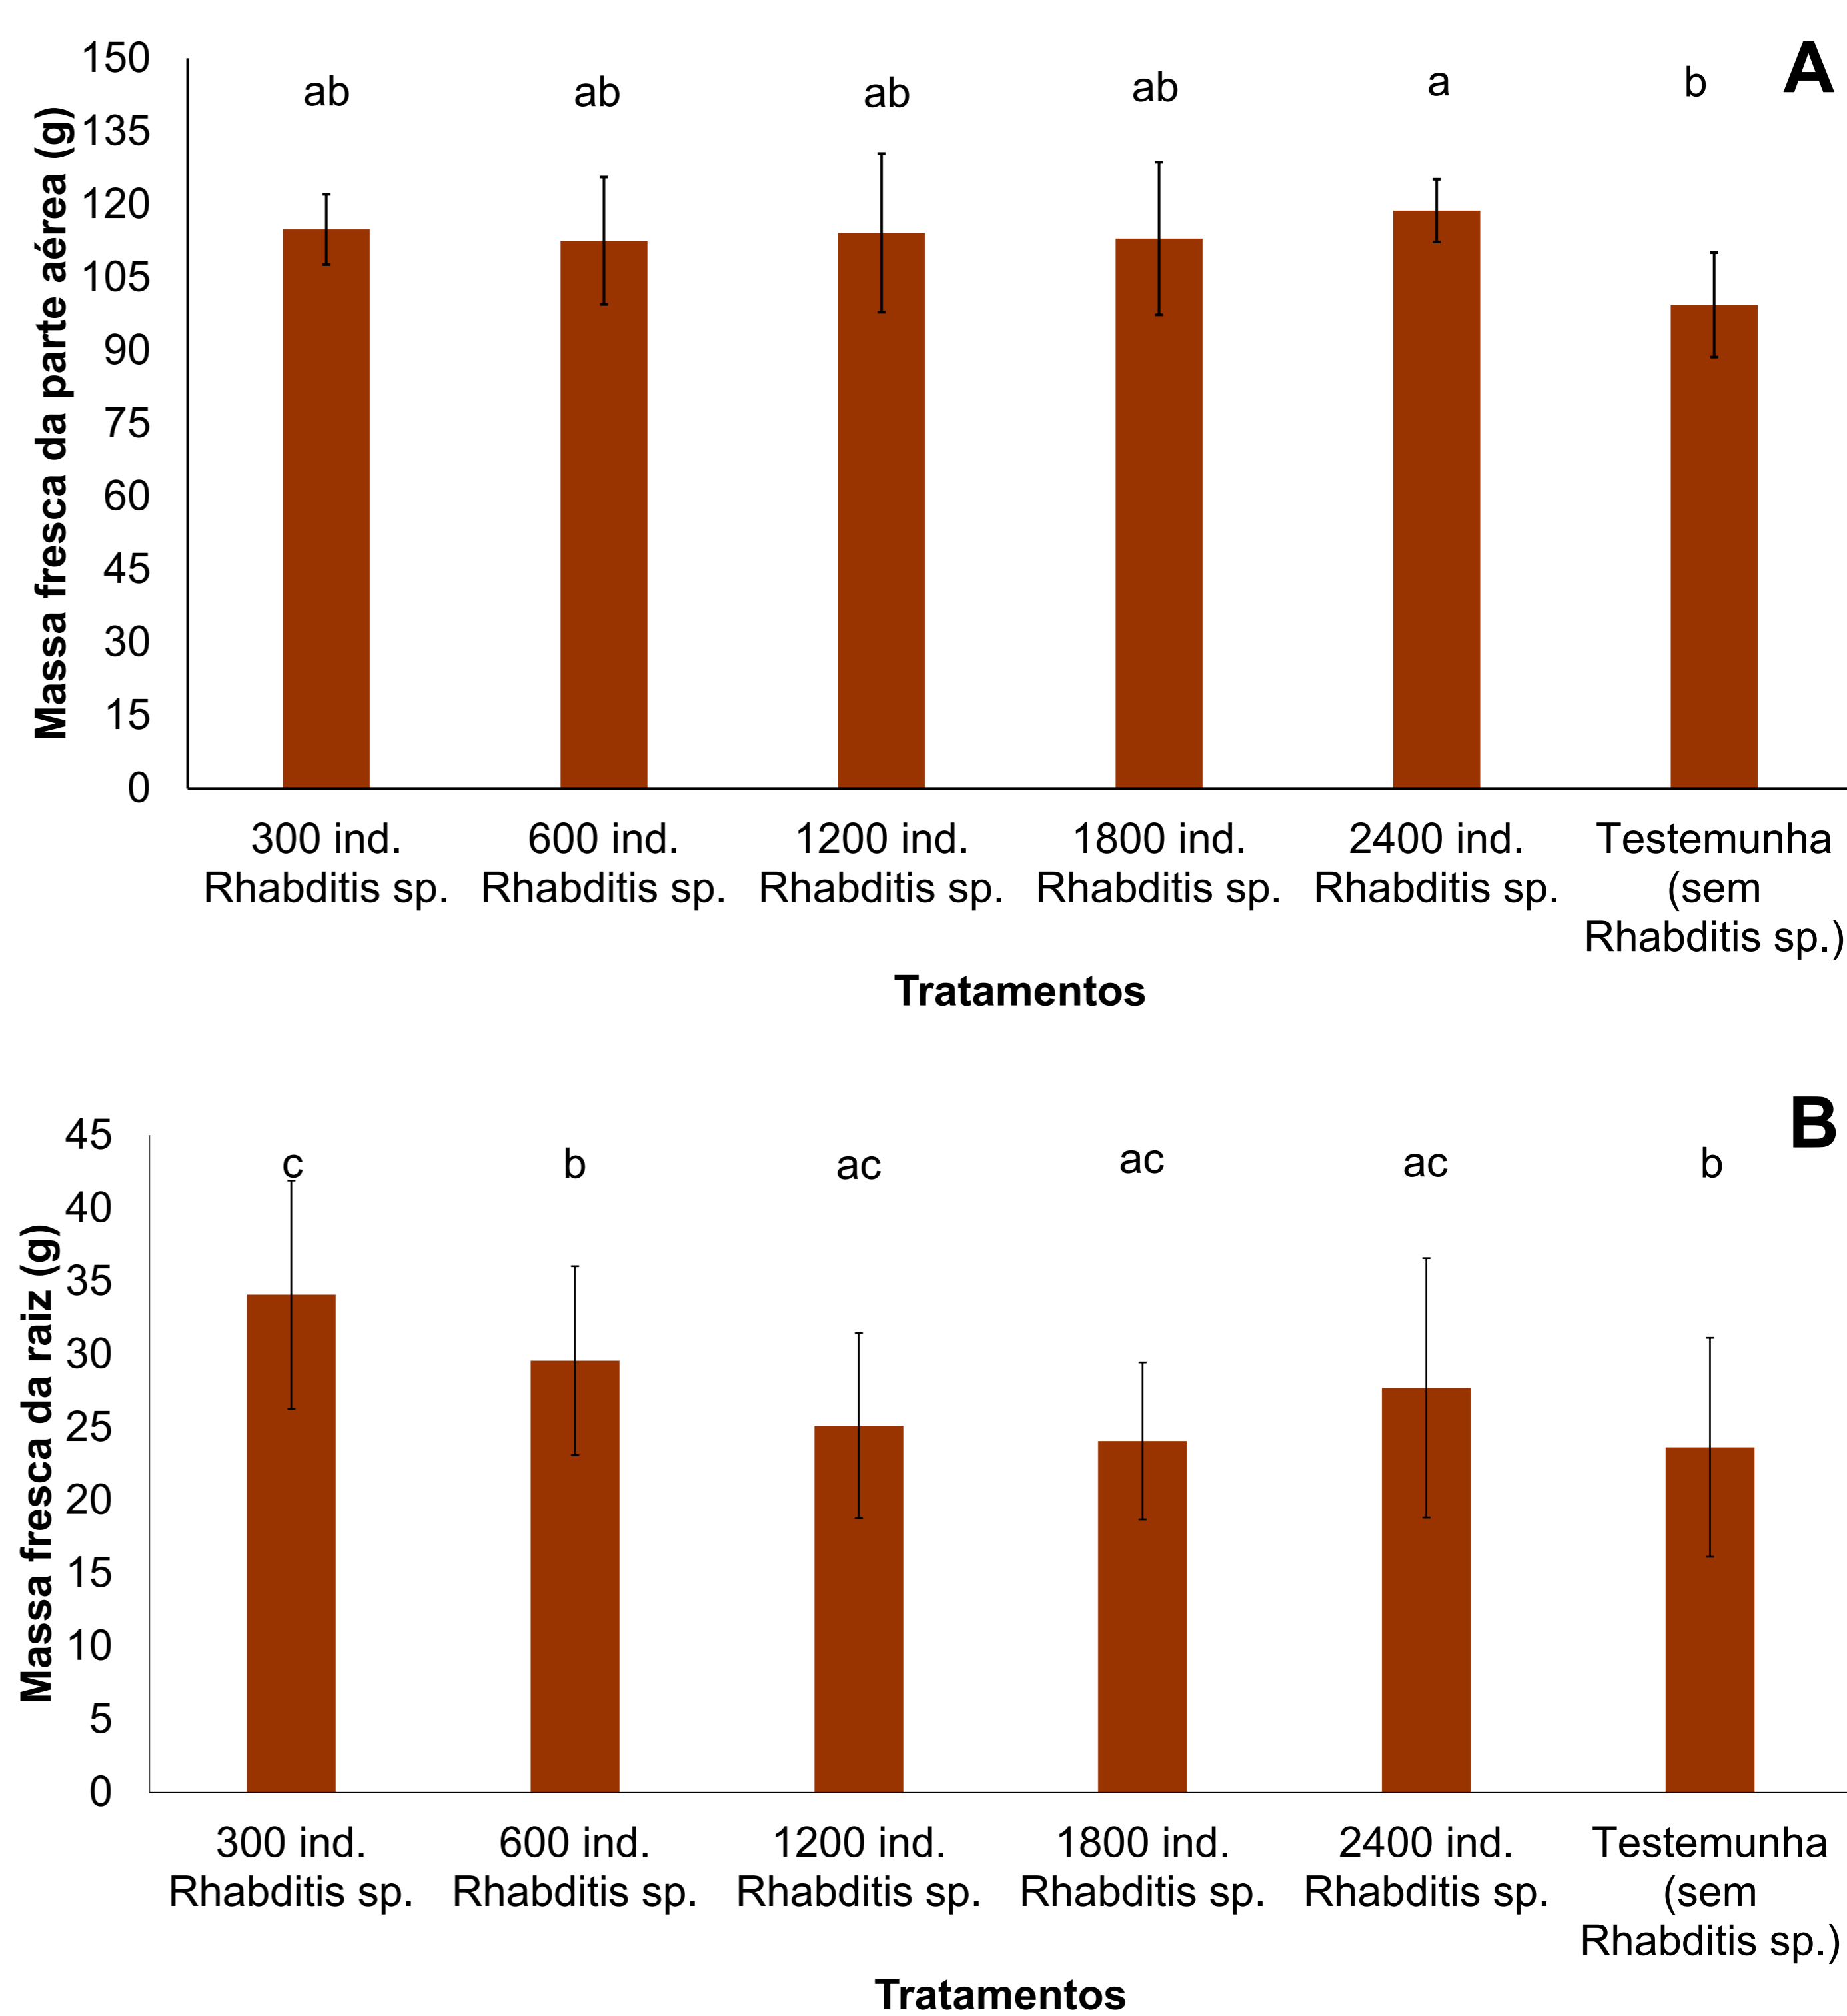 A
Massa fresca da parte aérea (g)
150
135
120
105
90
75
60
45
30
15
0
ab
ab
ab
ab
a
b
300 ind.
Rhabditis sp.
600 ind.
Rhabditis sp.
1200 ind.
Rhabditis sp.
1800 ind.
Rhabditis sp.
2400 ind.
Rhabditis sp.
Testemunha
(sem
Rhabditis sp.)
Tratamentos
B
Massa fresca da raiz (g)
45
40
35
30
25
20
15
10
5
0
c
b
ac
ac
ac
b
300 ind.
Rhabditis sp.
600 ind.
Rhabditis sp.
1200 ind.
Rhabditis sp.
1800 ind.
Rhabditis sp.
2400 ind.
Rhabditis sp.
Testemunha
(sem
Rhabditis sp.)
Tratamentos